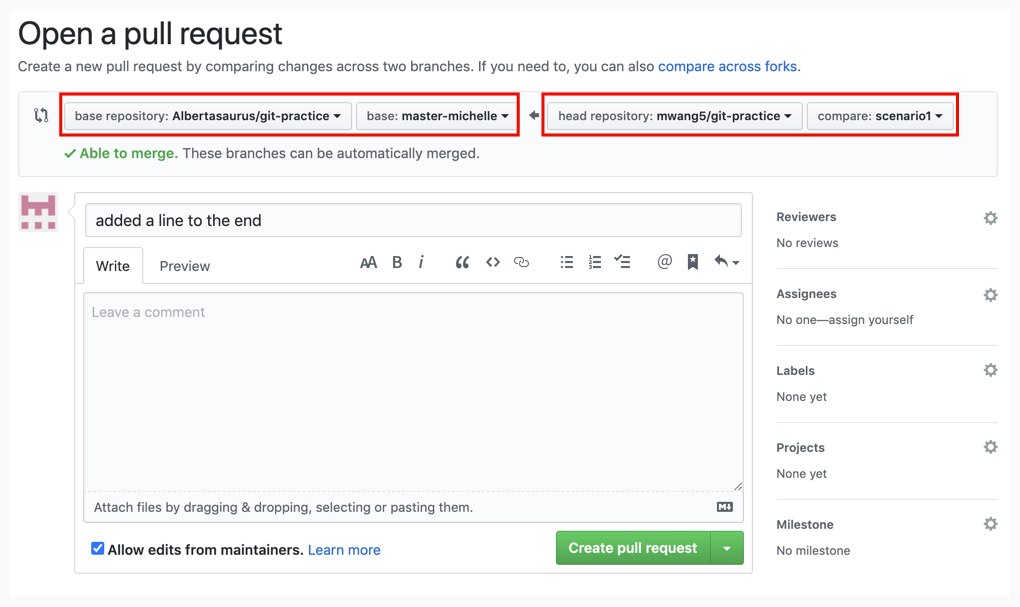 Open a pull request
Create a new pull request by comparing changes across two branches. If you need to, you can also compare across forks.
base repository: Albertasaurus/git-practice base: master-michelle head repository: mwang5/git-practice compare: scenario1
Able to merge. These branches can be automatically merged.
added a line to the end
Write Preview AA B i @
Leave a comment
Attach files by dragging & dropping, selecting or pasting them.
Allow edits from maintainers. Learn more
Create pull request
Reviewers
No reviews
Assignees
No one—assign yourself
Labels
None yet
Projects
None yet
Milestone
No milestone